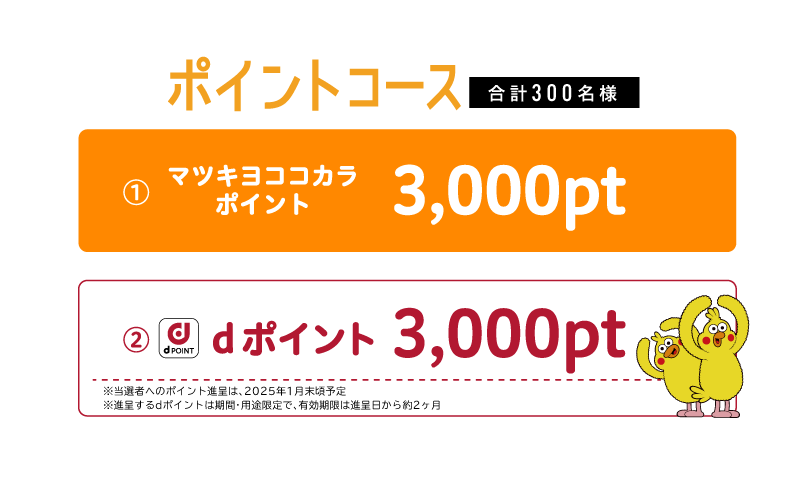 ポイントコース 合計300名様
① マツキヨココカラ
ポイント 3,000pt
② d POINT dポイント 3,000pt
※当選者へのポイント進呈は、2025年1月末頃予定
※進呈するdポイントは期間・用途限定で、有効期限は進呈日から約2ヶ月